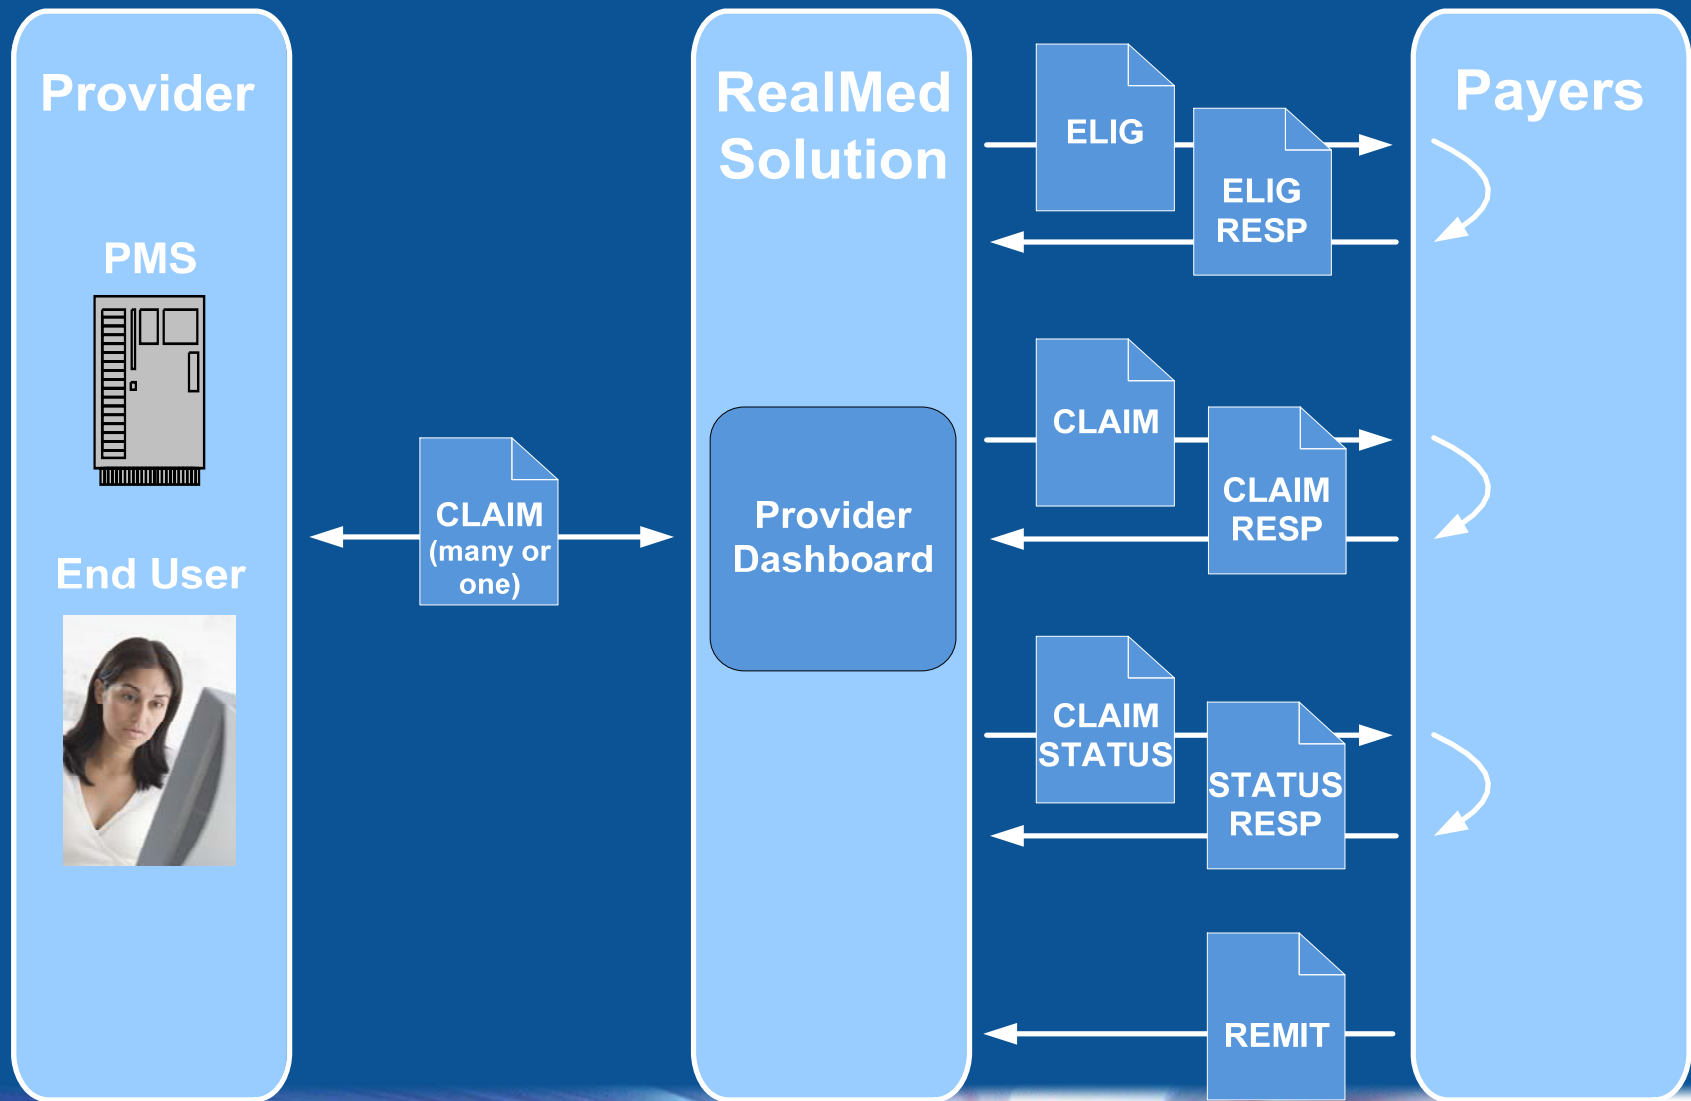 Provider
PMS
End User
CLAIM
(many or
one)
RealMed
Solution
Provider
Dashboard
ELIG
ELIG
RESP
CLAIM
CLAIM
RESP
CLAIM
STATUS
STATUS
RESP
REMIT
Payers